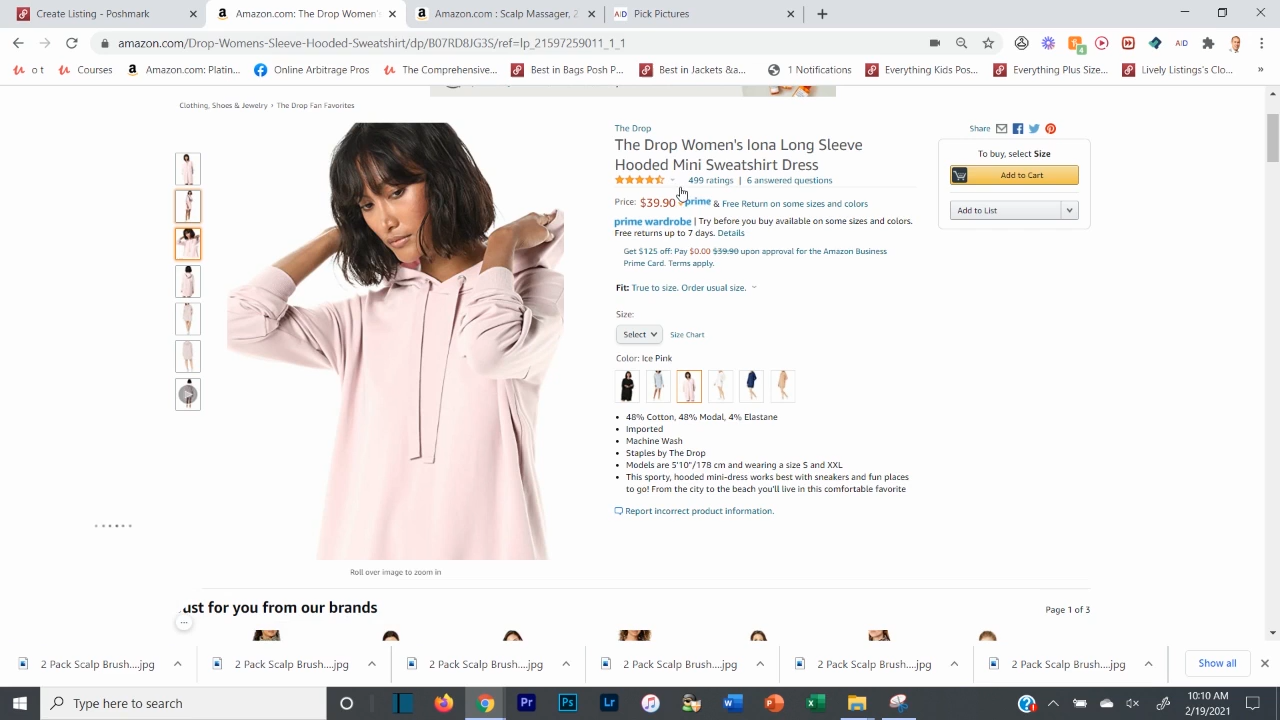 Create Listing - Poshmark
Amazon.com: The Drop Women's
Amazon.com : Scalp Massager, 2
AiD Pick Pictures
amazon.com/Drop-Womens-Sleeve-Hooded-Sweatshirt/dp/B07RD8JG3S/ref=lp_21597259011_1_1
4
AiD
o t
Courses
Amazon.com: Platin...
Online Arbitrage Pros
The Comprehensive...
Best in Bags Posh P...
Best in Jackets &a...
1 Notifications
Everything Kids Pos...
Everything Plus Size...
Lively Listings's Clo...
»
Clothing, Shoes & Jewelry › The Drop Fan Favorites
The Drop
The Drop Women's Iona Long Sleeve
Hooded Mini Sweatshirt Dress
499 ratings | 6 answered questions
Price: $39.90 prime & Free Return on some sizes and colors
prime wardrobe | Try before you buy available on some sizes and colors.
Free returns up to 7 days. Details
Get $125 off: Pay $0.00 $39.90 upon approval for the Amazon Business
Prime Card. Terms apply.
Fit: True to size. Order usual size.
Size:
Select
Size Chart
Color: Ice Pink
• 48% Cotton, 48% Modal, 4% Elastane
• Imported
• Machine Wash
• Staples by The Drop
• Models are 5'10"/178 cm and wearing a size S and XXL
• This sporty, hooded mini-dress works best with sneakers and fun places
to go! From the city to the beach you'll live in this comfortable favorite
Report incorrect product information.
Share
To buy, select Size
Add to Cart
Add to List
Roll over image to zoom in
ust for you from our brands
Page 1 of 3
2 Pack Scalp Brush....jpg
2 Pack Scalp Brush....jpg
2 Pack Scalp Brush....jpg
2 Pack Scalp Brush....jpg
2 Pack Scalp Brush....jpg
2 Pack Scalp Brush....jpg
Show all
Type here to search
Pr
Ps
Lr
10:10 AM
2/19/2021